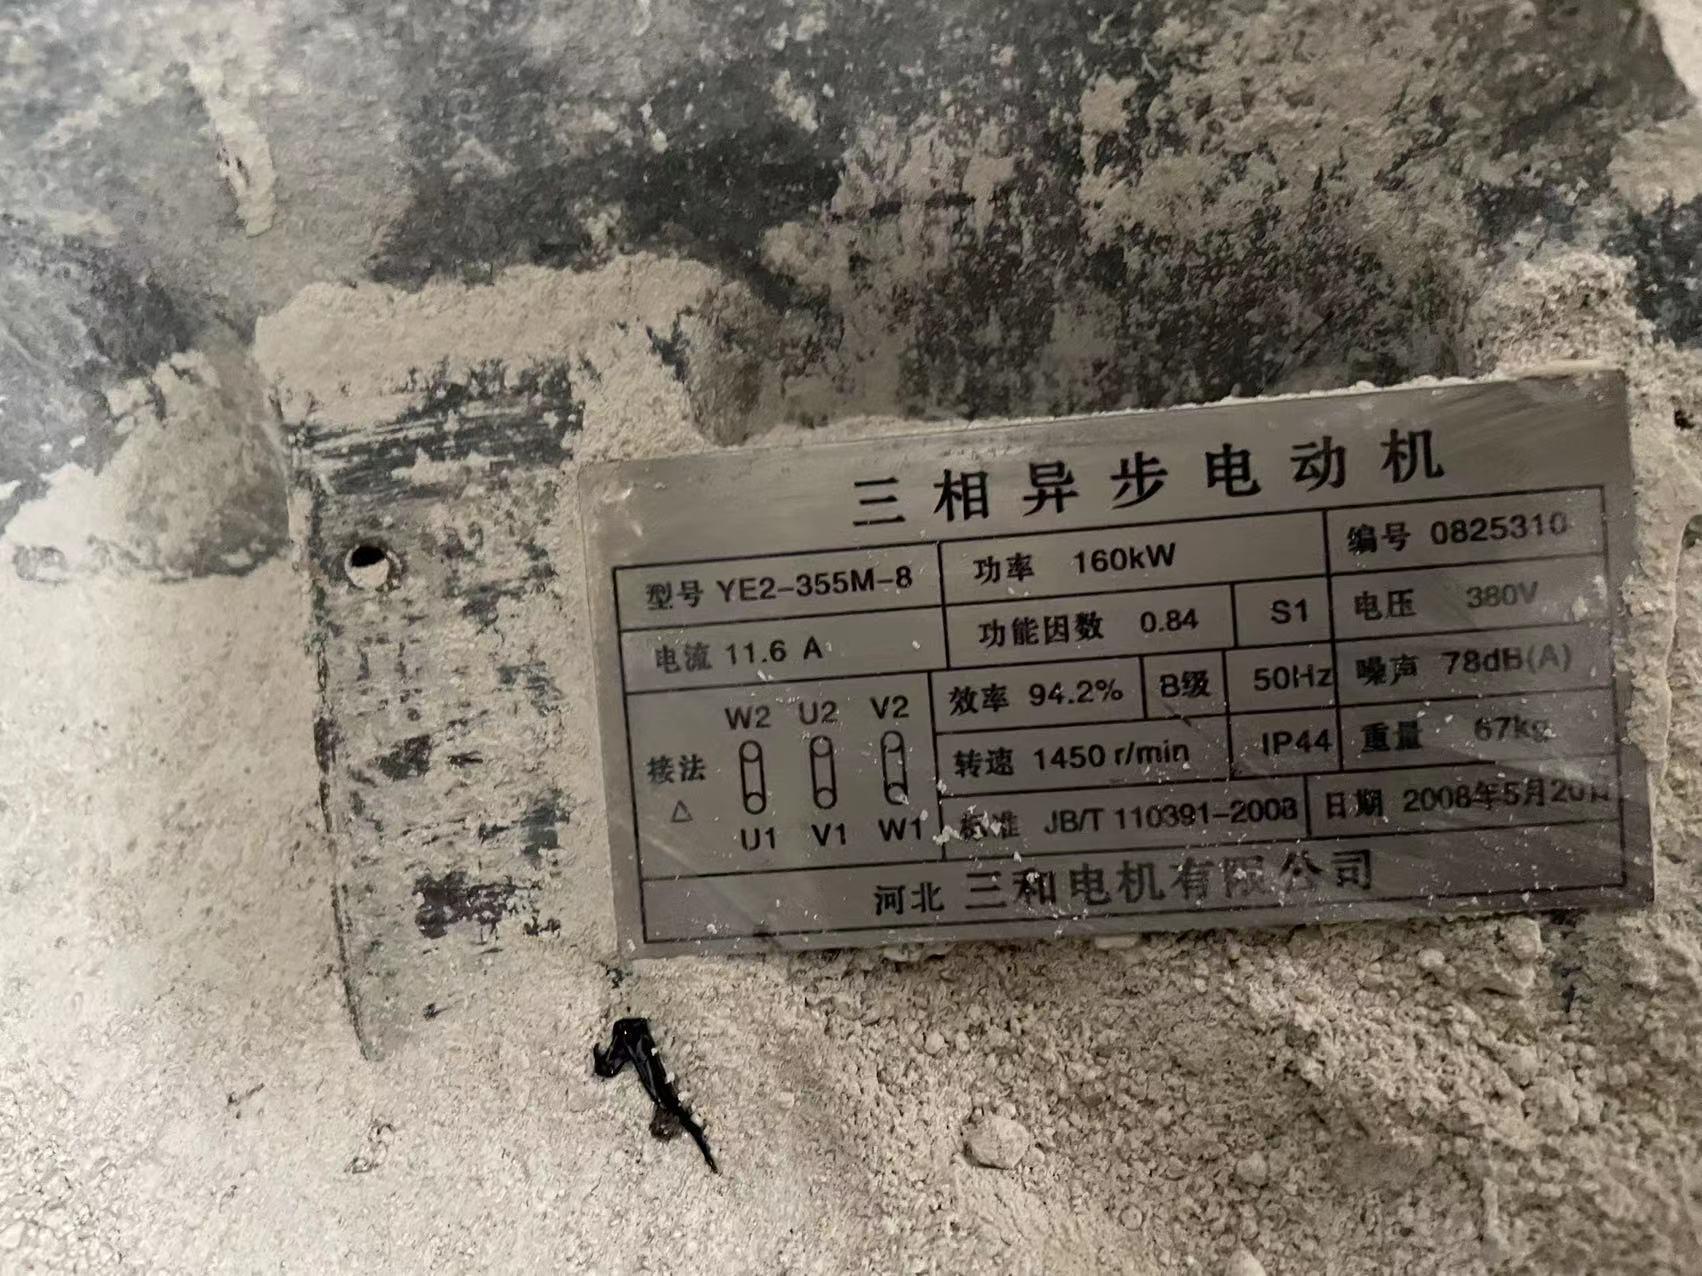 三相异步电动机
型号 YE2-355M-8 功率 160kW 编号 0825310
电流 11.6 A 功能因数 0.84 S1 电压 380V
接法 △ W2 U2 V2 U1 V1 W1
效率 94.2% B级 50Hz 噪声 78dB(A)
转速 1450 r/min IP44 重量 67kg
标准 JB/T 110391-2008 日期 2008年5月20日
河北 三和电机有限公司